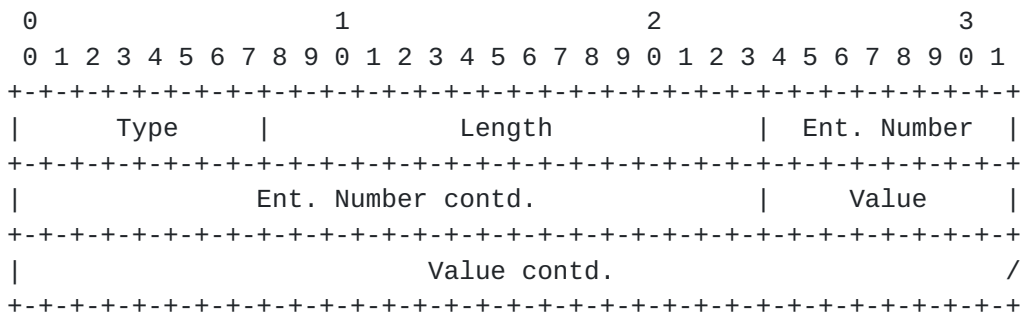 0                   1                   2                   3
 0 1 2 3 4 5 6 7 8 9 0 1 2 3 4 5 6 7 8 9 0 1 2 3 4 5 6 7 8 9 0 1
+-+-+-+-+-+-+-+-+-+-+-+-+-+-+-+-+-+-+-+-+-+-+-+-+-+-+-+-+-+-+-+-+
|      Type     |            Length             |  Ent. Number  |
+-+-+-+-+-+-+-+-+-+-+-+-+-+-+-+-+-+-+-+-+-+-+-+-+-+-+-+-+-+-+-+-+
|               Ent. Number contd.              |     Value     |
+-+-+-+-+-+-+-+-+-+-+-+-+-+-+-+-+-+-+-+-+-+-+-+-+-+-+-+-+-+-+-+-+
|                          Value contd.                         /
+-+-+-+-+-+-+-+-+-+-+-+-+-+-+-+-+-+-+-+-+-+-+-+-+-+-+-+-+-+-+-+-+